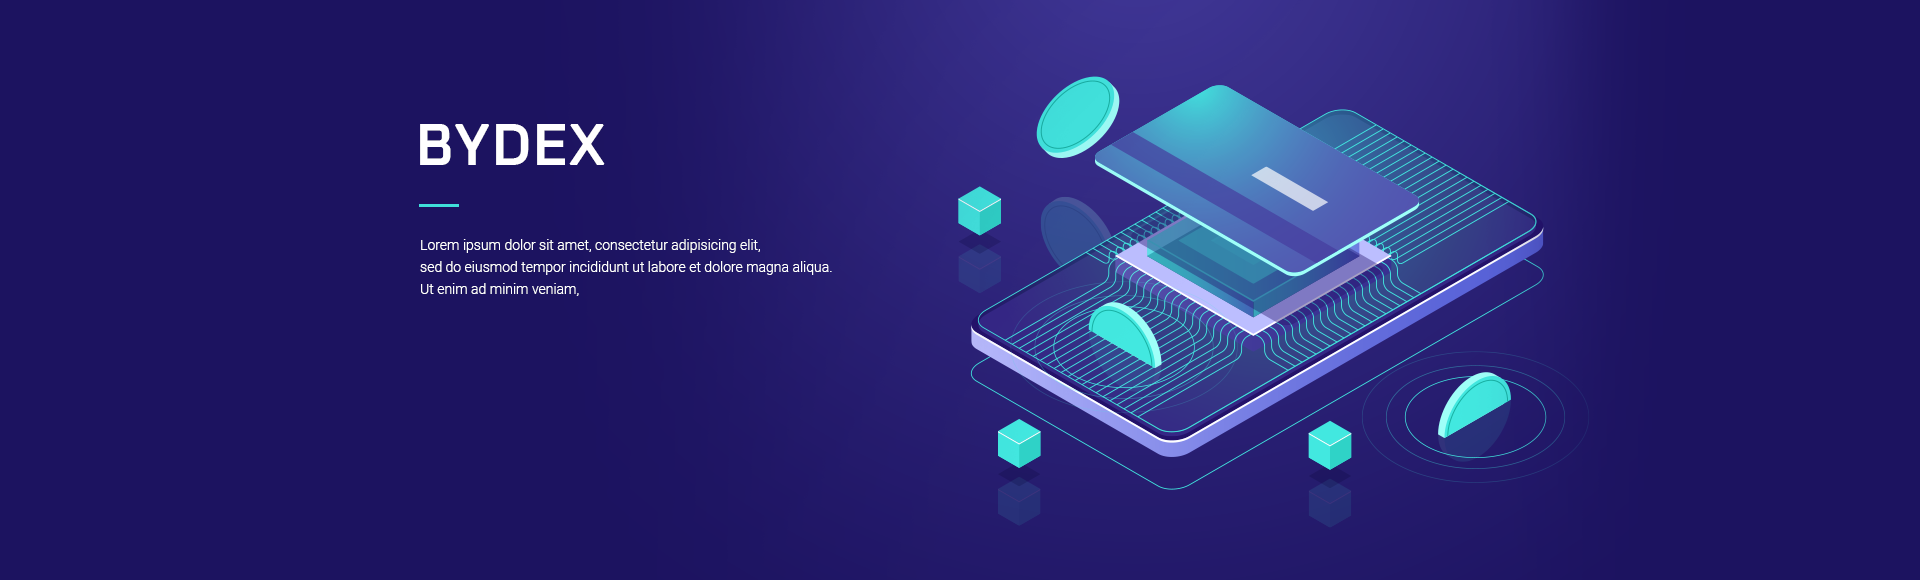 BYDEX
Lorem ipsum dolor sit amet, consectetur adipisicing elit,
sed do eiusmod tempor incididunt ut labore et dolore magna aliqua.
Ut enim ad minim veniam,